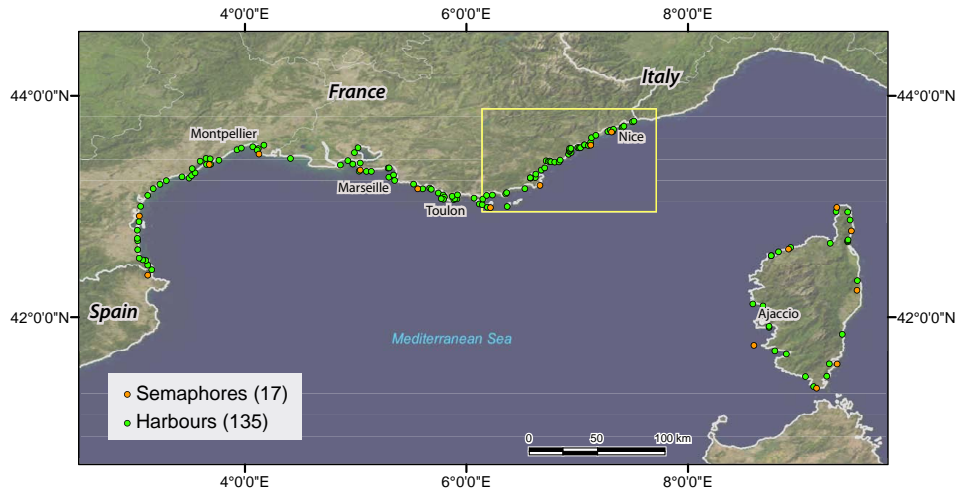 4°0'0"E 6°0'0"E 8°0'0"E
44°0'0"N 44°0'0"N
Italy
France
Montpellier
Nice
Marseille
Toulon
42°0'0"N 42°0'0"N
Spain
Ajaccio
Mediterranean Sea
Semaphores (17)
Harbours (135)
0 50 100 km
4°0'0"E 6°0'0"E 8°0'0"E